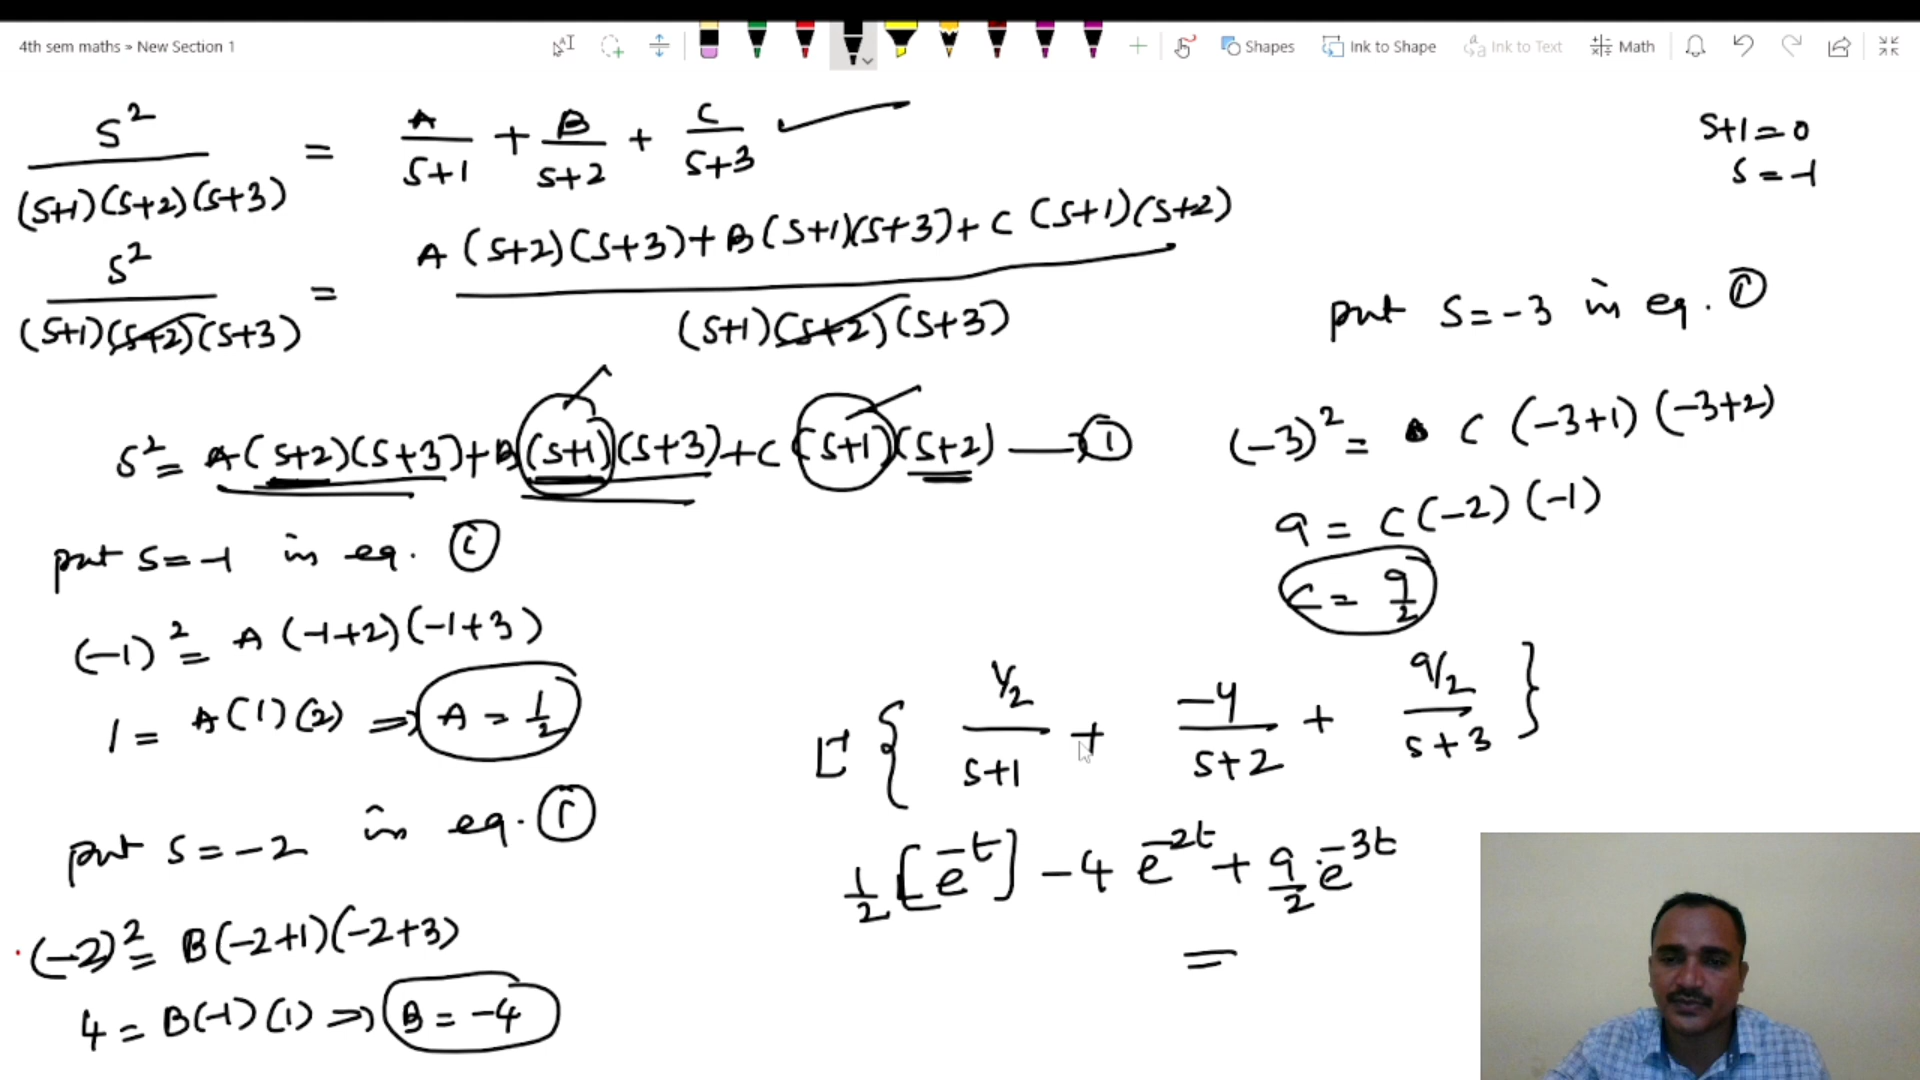 4th sem maths » New Section 1
Shapes Ink to Shape Ink to Text Math
S² / (S+1)(S+2)(S+3) = A/(S+1) + B/(S+2) + C/(S+3)
S² / (S+1)(S+2)(S+3) = A(S+2)(S+3)+B(S+1)(S+3)+C(S+1)(S+2) / (S+1)(S+2)(S+3)
S² = A(S+2)(S+3)+B(S+1)(S+3)+C(S+1)(S+2) → ①
put S=-1 in eq. ①
(-1)² = A(-1+2)(-1+3)
1 = A(1)(2) ⇒ A = 1/2
put S=-2 in eq. ①
(-2)² = B(-2+1)(-2+3)
4 = B(-1)(1) ⇒ B = -4
S+1=0
S=-1
put S=-3 in eq. ①
(-3)² = C(-3+1)(-3+2)
9 = C(-2)(-1)
C = 9/2
L⁻¹ { 1/2 / S+1 + -4 / S+2 + 9/2 / S+3 }
1/2 [e^-t] - 4 e^-2t + 9/2 e^-3t
=